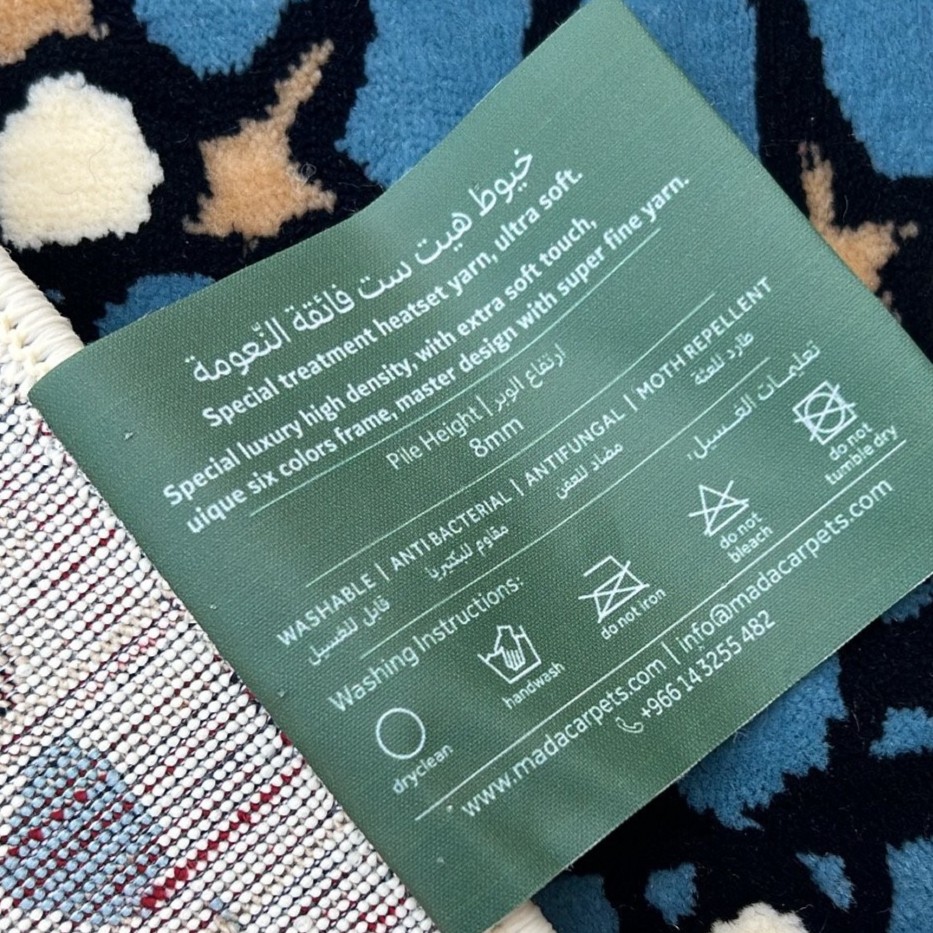 خيوط هيت ست فائقة النّعومة
Special treatment heatset yarn, ultra soft.
Special luxury high density, with extra soft touch,
uique six colors frame, master design with super fine yarn.
Pile Height | ارتفاع الوبر
8mm
WASHABLE | ANTI BACTERIAL | ANTIFUNGAL | MOTH REPELLENT
قابل للغسيل مقاوم للبكتيريا مضاد للعفن طارد للعثة
Washing Instructions: تعليمات الغسيل:
dryclean
handwash
do not iron
do not
bleach
do not
tumble dry
www.madacarpets.com | info@madacarpets.com
+966 14 3255 482